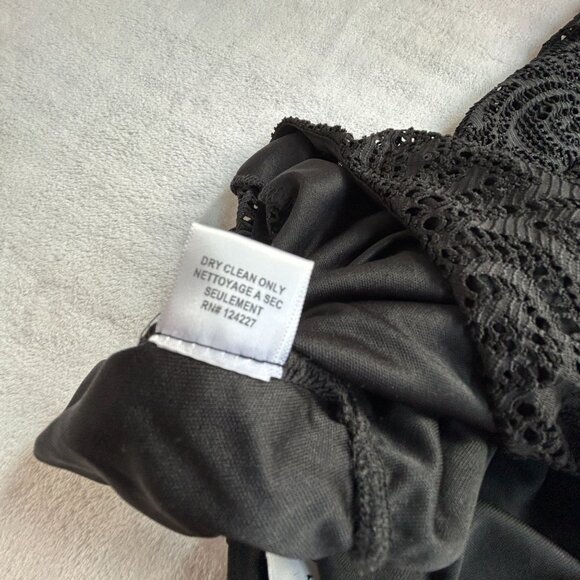 DRY CLEAN ONLY
NETTOYAGE A SEC
SEULEMENT
RN# 124227